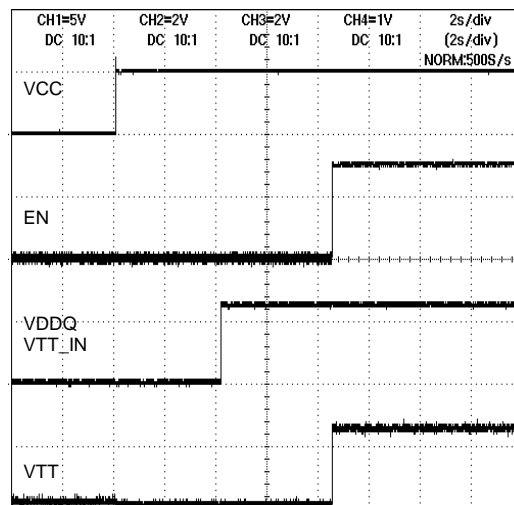 CH1=5V CH2=2V CH3=2V CH4=1V 2s/div
DC 10:1 DC 10:1 DC 10:1 DC 10:1 (2s/div)
NORM:500S/s
VCC
EN
VDDQ
VTT_IN
VTT